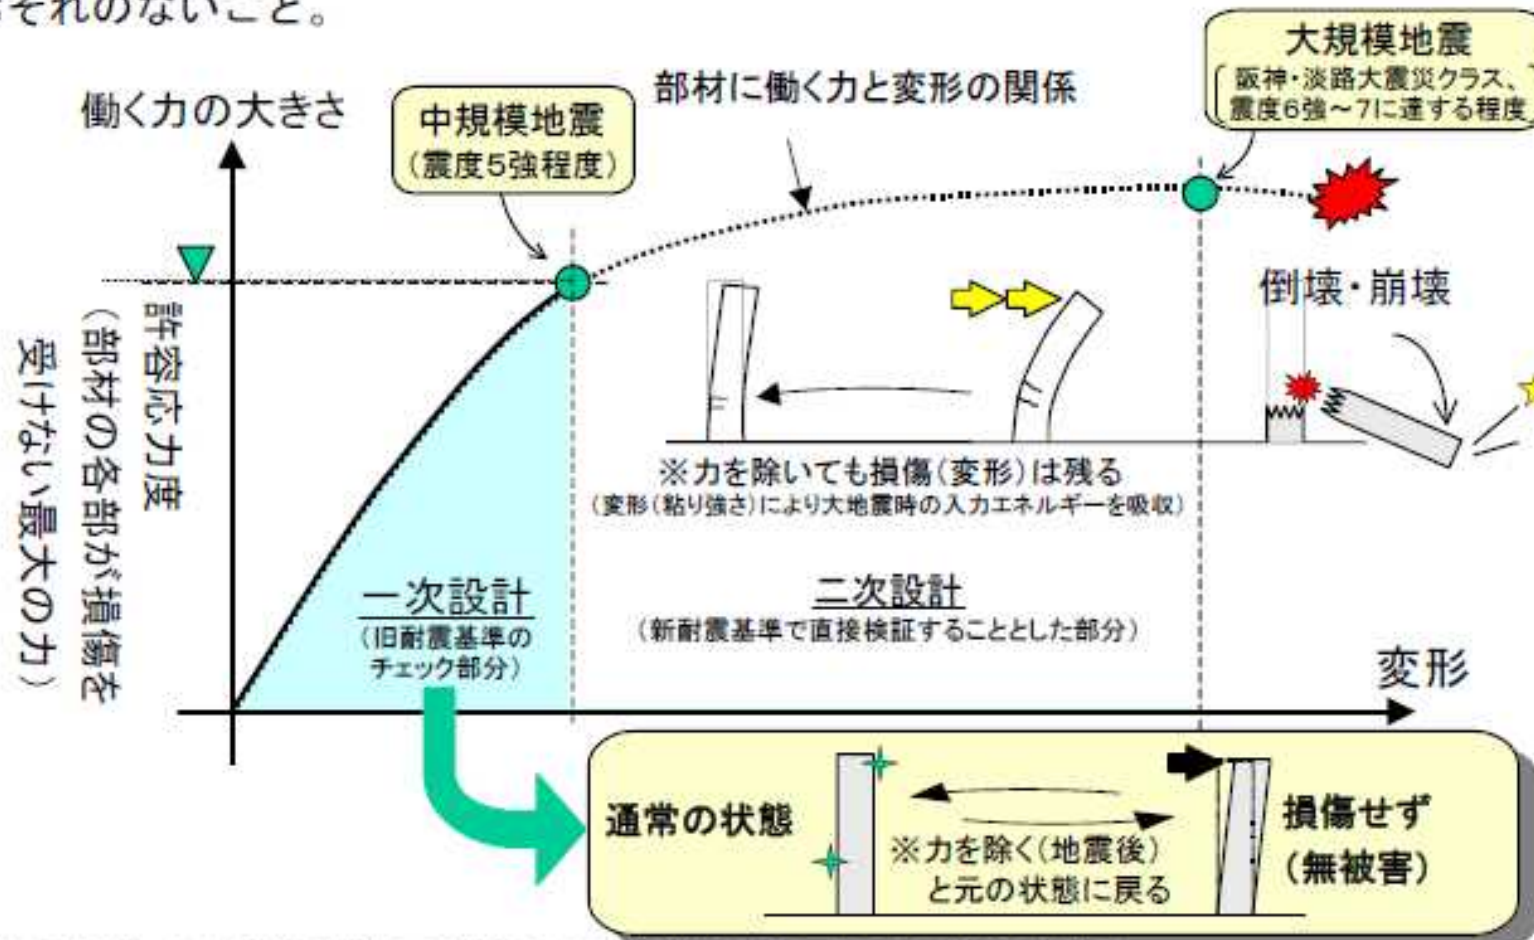 おそれのないこと。
大規模地震
阪神・淡路大震災クラス、
震度6強～7に達する程度
部材に働く力と変形の関係
働く力の大きさ
中規模地震
(震度5強程度)
倒壊・崩壊
許容応力度
(部材の各部が損傷を
受けない最大の力)
※力を除いても損傷(変形)は残る
(変形(粘り強さ)により大地震時の入力エネルギーを吸収)
一次設計
(旧耐震基準の
チェック部分)
二次設計
(新耐震基準で直接検証することとした部分)
変形
通常の状態
※力を除く(地震後)
と元の状態に戻る
損傷せず
(無被害)